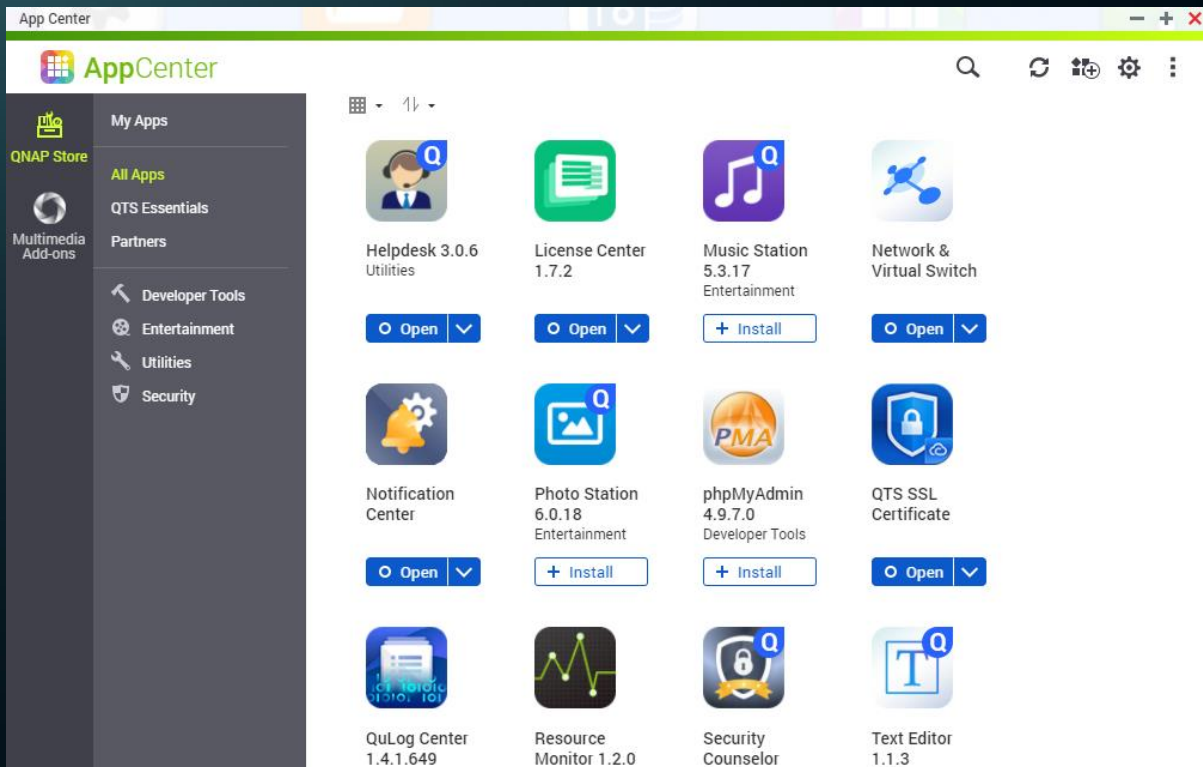 App Center
AppCenter
QNAP Store
Multimedia
Add-ons
My Apps
All Apps
QTS Essentials
Partners
Developer Tools
Entertainment
Utilities
Security
Q
Helpdesk 3.0.6
Utilities
Open
License Center
1.7.2
Open
Q
Music Station
5.3.17
Entertainment
+ Install
Network &
Virtual Switch
Open
Notification
Center
Open
Q
Photo Station
6.0.18
Entertainment
+ Install
PMA
phpMyAdmin
4.9.7.0
Developer Tools
+ Install
QTS SSL
Certificate
Open
QuLog Center
1.4.1.649
Resource
Monitor 1.2.0
Q
Security
Counselor
Q
T
Text Editor
1.1.3